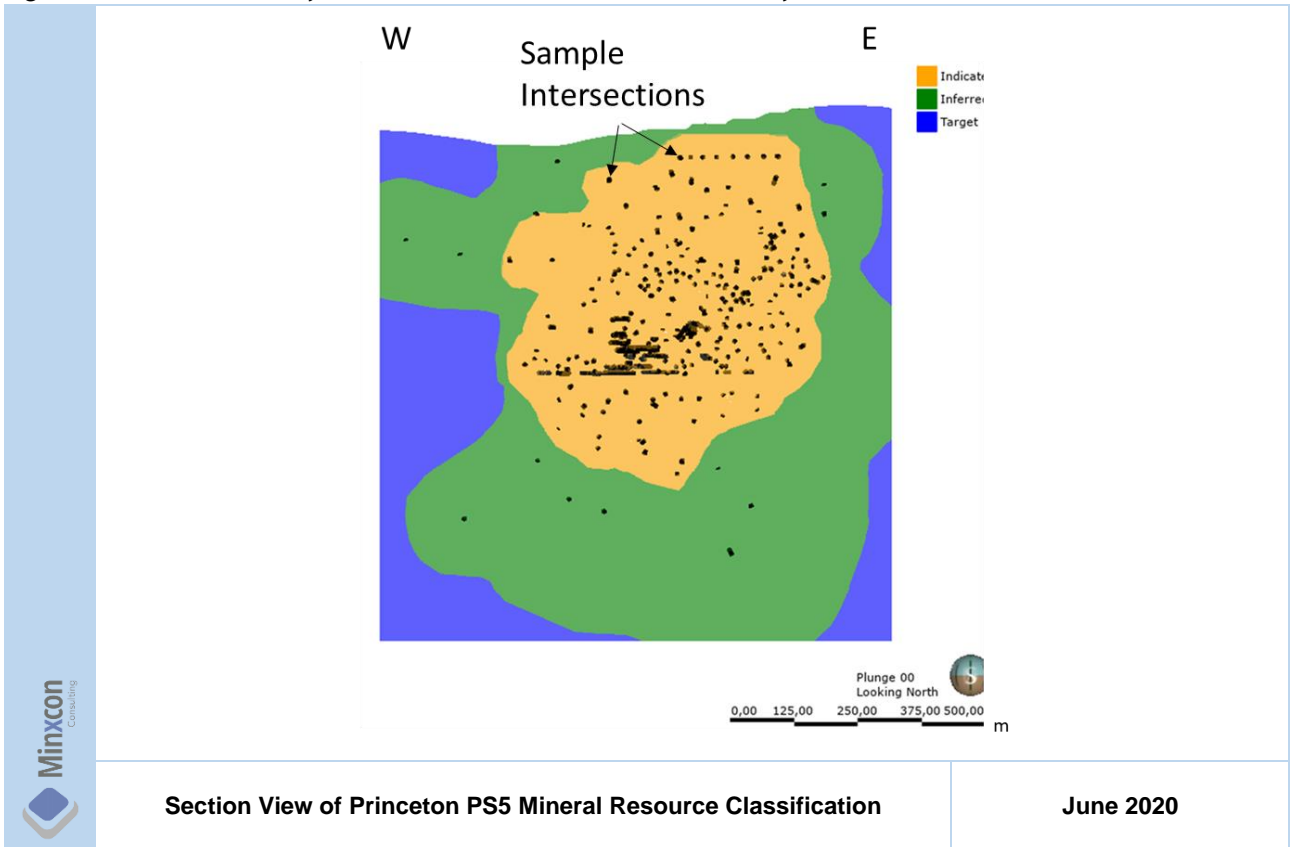 W
E
Sample
Intersections
Indicate
Inferre
Target
Plunge 00
Looking North
S
0,00 125,00 250,00 375,00 500,00
m
Minxcon
Consulting
Section View of Princeton PS5 Mineral Resource Classification
June 2020